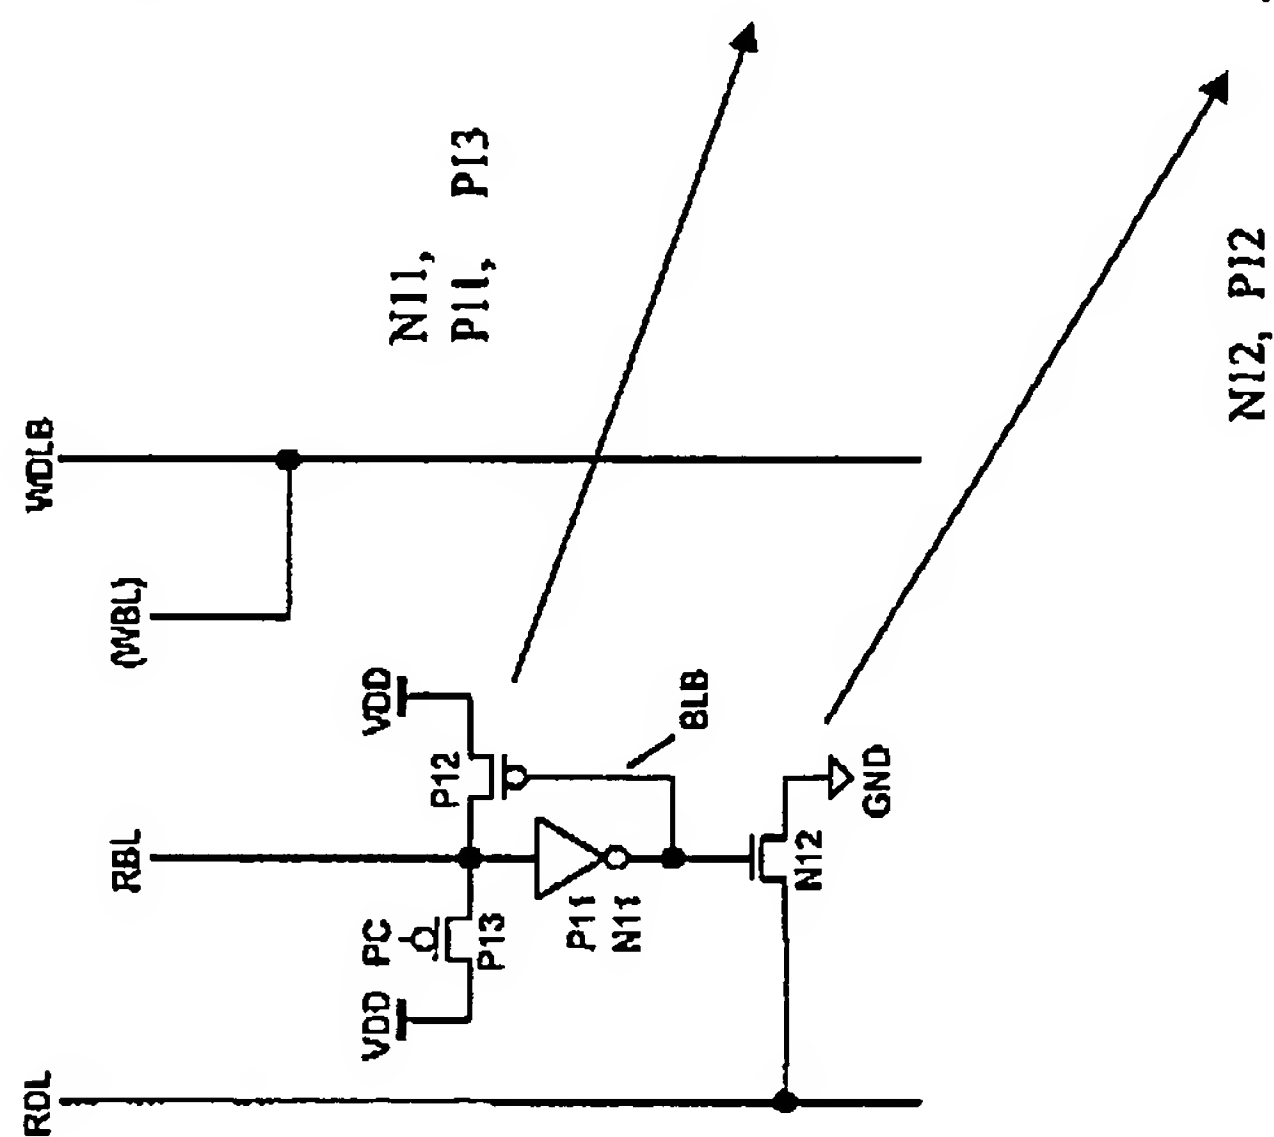 RDL
WDLB
RBL
(WBL)
VDD
PC
VDD
N11,
P11, P13
P12
P13
P11
N11
BLB
N12
GND
N12, P12